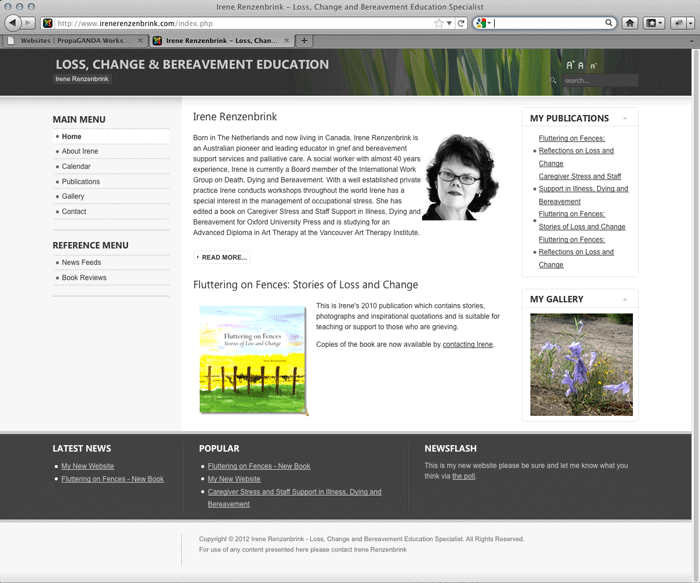 Irene Renzenbrink – Loss, Change and Bereavement Education Specialist
http://www.irenerenzenbrink.com/index.php
Websites | PropaGANDA Works...
Irene Renzenbrink – Loss, Chan...
LOSS, CHANGE & BEREAVEMENT EDUCATION
Irene Renzenbrink
A+ A A-
search...
MAIN MENU
Home
About Irene
Calendar
Publications
Gallery
Contact
REFERENCE MENU
News Feeds
Book Reviews
Irene Renzenbrink
Born in The Netherlands and now living in Canada, Irene Renzenbrink is
an Australian pioneer and leading educator in grief and bereavement
support services and palliative care. A social worker with almost 40 years
experience, Irene is currently a Board member of the International Work
Group on Death, Dying and Bereavement. With a well established private
practice Irene conducts workshops throughout the world Irene has a
special interest in the management of occupational stress. She has
edited a book on Caregiver Stress and Staff Support in Illness, Dying and
Bereavement for Oxford University Press and is studying for an
Advanced Diploma in Art Therapy at the Vancouver Art Therapy Institute.
READ MORE...
Fluttering on Fences: Stories of Loss and Change
Fluttering on Fences
Stories of Loss and Change
Irene Renzenbrink
This is Irene's 2010 publication which contains stories,
photographs and inspirational quotations and is suitable for
teaching or support to those who are grieving.
Copies of the book are now available by contacting Irene.
MY PUBLICATIONS
Fluttering on Fences:
Reflections on Loss and
Change
Caregiver Stress and Staff
Support in Illness, Dying and
Bereavement
Fluttering on Fences:
Stories of Loss and Change
Fluttering on Fences:
Reflections on Loss and
Change
MY GALLERY
LATEST NEWS
My New Website
Fluttering on Fences - New Book
POPULAR
Fluttering on Fences - New Book
My New Website
Caregiver Stress and Staff Support in Illness, Dying and
Bereavement
NEWSFLASH
This is my new website please be sure and let me know what you
think via the poll.
Copyright © 2012 Irene Renzenbrink - Loss, Change and Bereavement Education Specialist. All Rights Reserved.
For use of any content presented here please contact Irene Renzenbrink